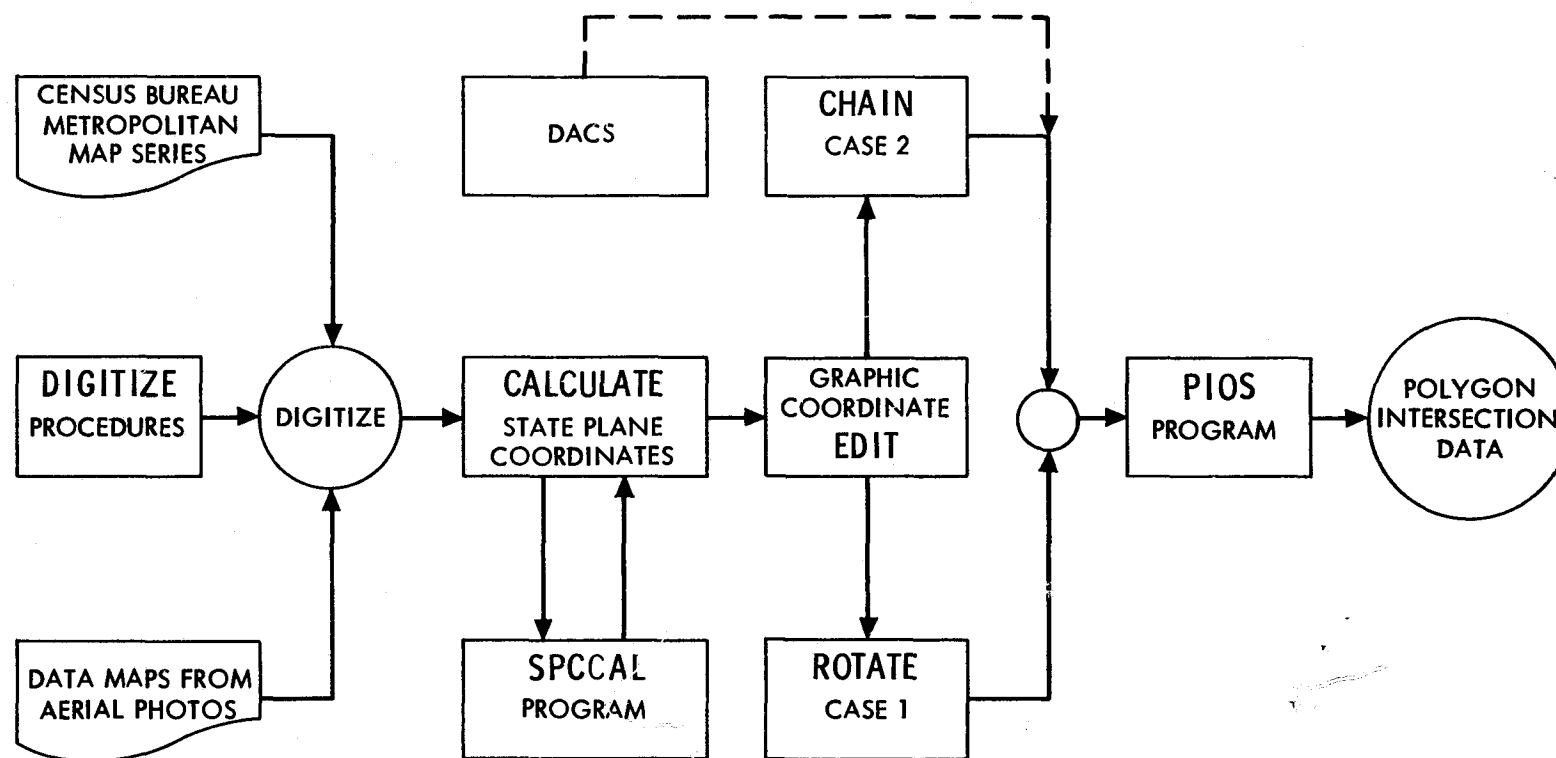 CENSUS BUREAU
METROPOLITAN
MAP SERIES
DACS
CHAIN
CASE 2
DIGITIZE
PROCEDURES
DIGITIZE
CALCULATE
STATE PLANE
COORDINATES
GRAPHIC
COORDINATE
EDIT
PIOS
PROGRAM
POLYGON
INTERSECTION
DATA
DATA MAPS FROM
AERIAL PHOTOS
SPCCAL
PROGRAM
ROTATE
CASE 1